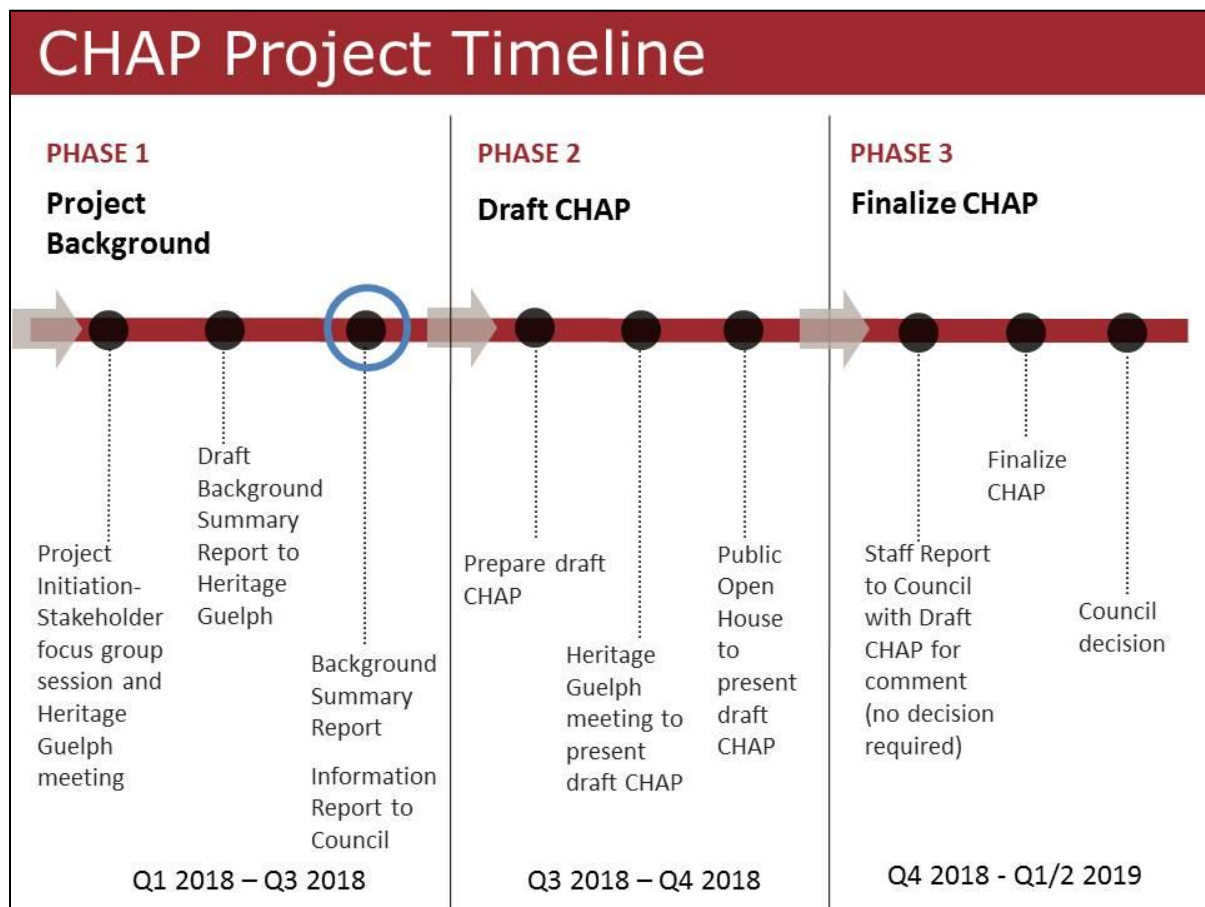 CHAP Project Timeline
PHASE 1
Project
Background
Project
Initiation-
Stakeholder
focus group
session and
Heritage
Guelph
meeting
Draft
Background
Summary
Report to
Heritage
Guelph
Background
Summary
Report
Information
Report to
Council
Q1 2018 – Q3 2018
PHASE 2
Draft CHAP
Prepare draft
CHAP
Heritage
Guelph
meeting to
present
draft CHAP
Public
Open
House
to
present
draft
CHAP
Q3 2018 – Q4 2018
PHASE 3
Finalize CHAP
Staff Report
to Council
with Draft
CHAP for
comment
(no decision
required)
Finalize
CHAP
Council
decision
Q4 2018 - Q1/2 2019